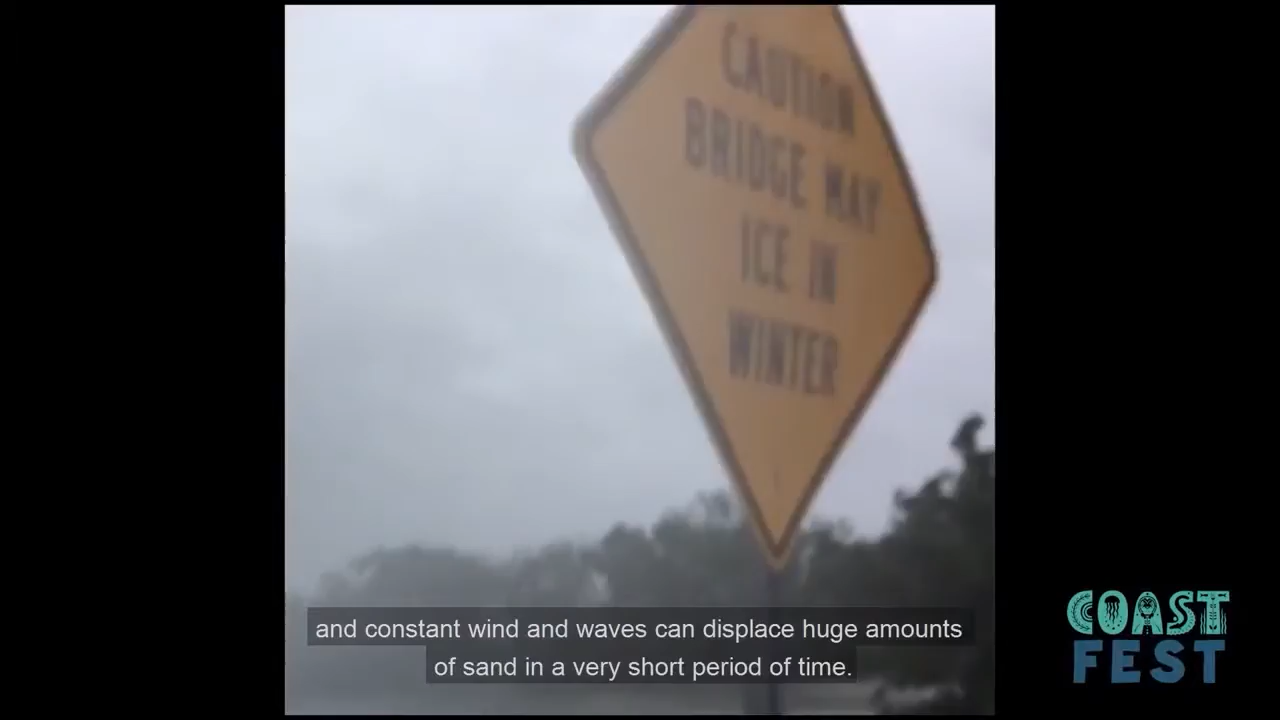 CAUTION
BRIDGE MAY
ICE IN
WINTER
and constant wind and waves can displace huge amounts
of sand in a very short period of time.
COAST
FEST